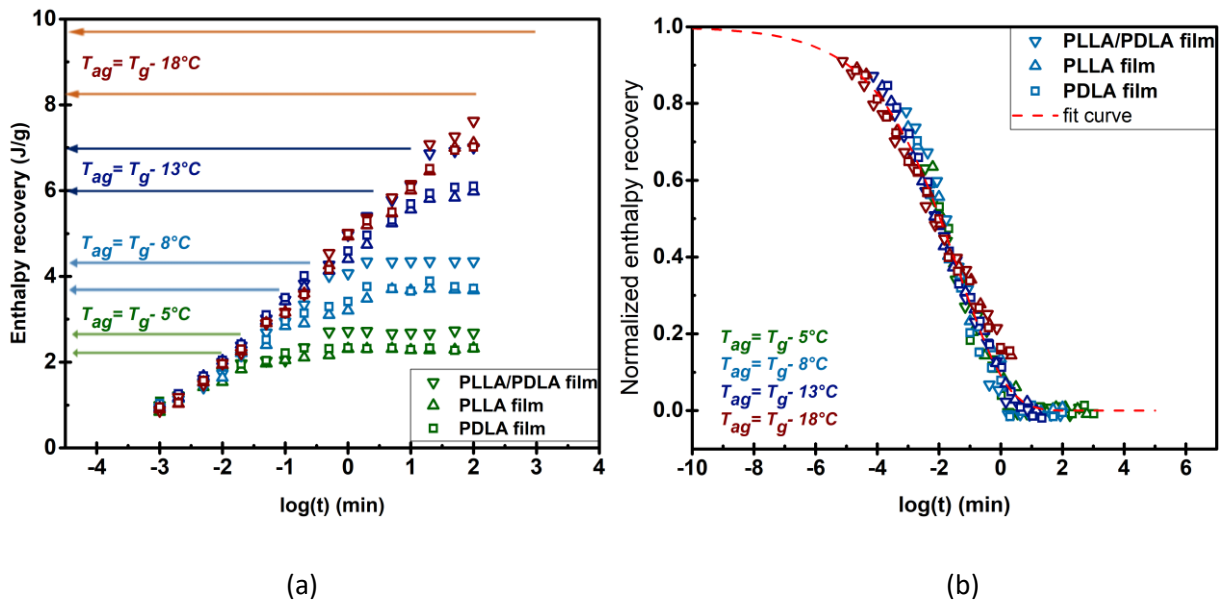 10
8
6
4
2
0
Enthalpy recovery (J/g)
Tag= Tg- 18°C
Tag= Tg- 13°C
Tag= Tg- 8°C
Tag= Tg- 5°C
PLLA/PDLA film
PLLA film
PDLA film
-4 -3 -2 -1 0 1 2 3 4
log(t) (min)
(a)
1.0
0.8
0.6
0.4
0.2
0.0
Normalized enthalpy recovery
PLLA/PDLA film
PLLA film
PDLA film
fit curve
Tag= Tg- 5°C
Tag= Tg- 8°C
Tag= Tg- 13°C
Tag= Tg- 18°C
-10 -8 -6 -4 -2 0 2 4 6
log(t) (min)
(b)